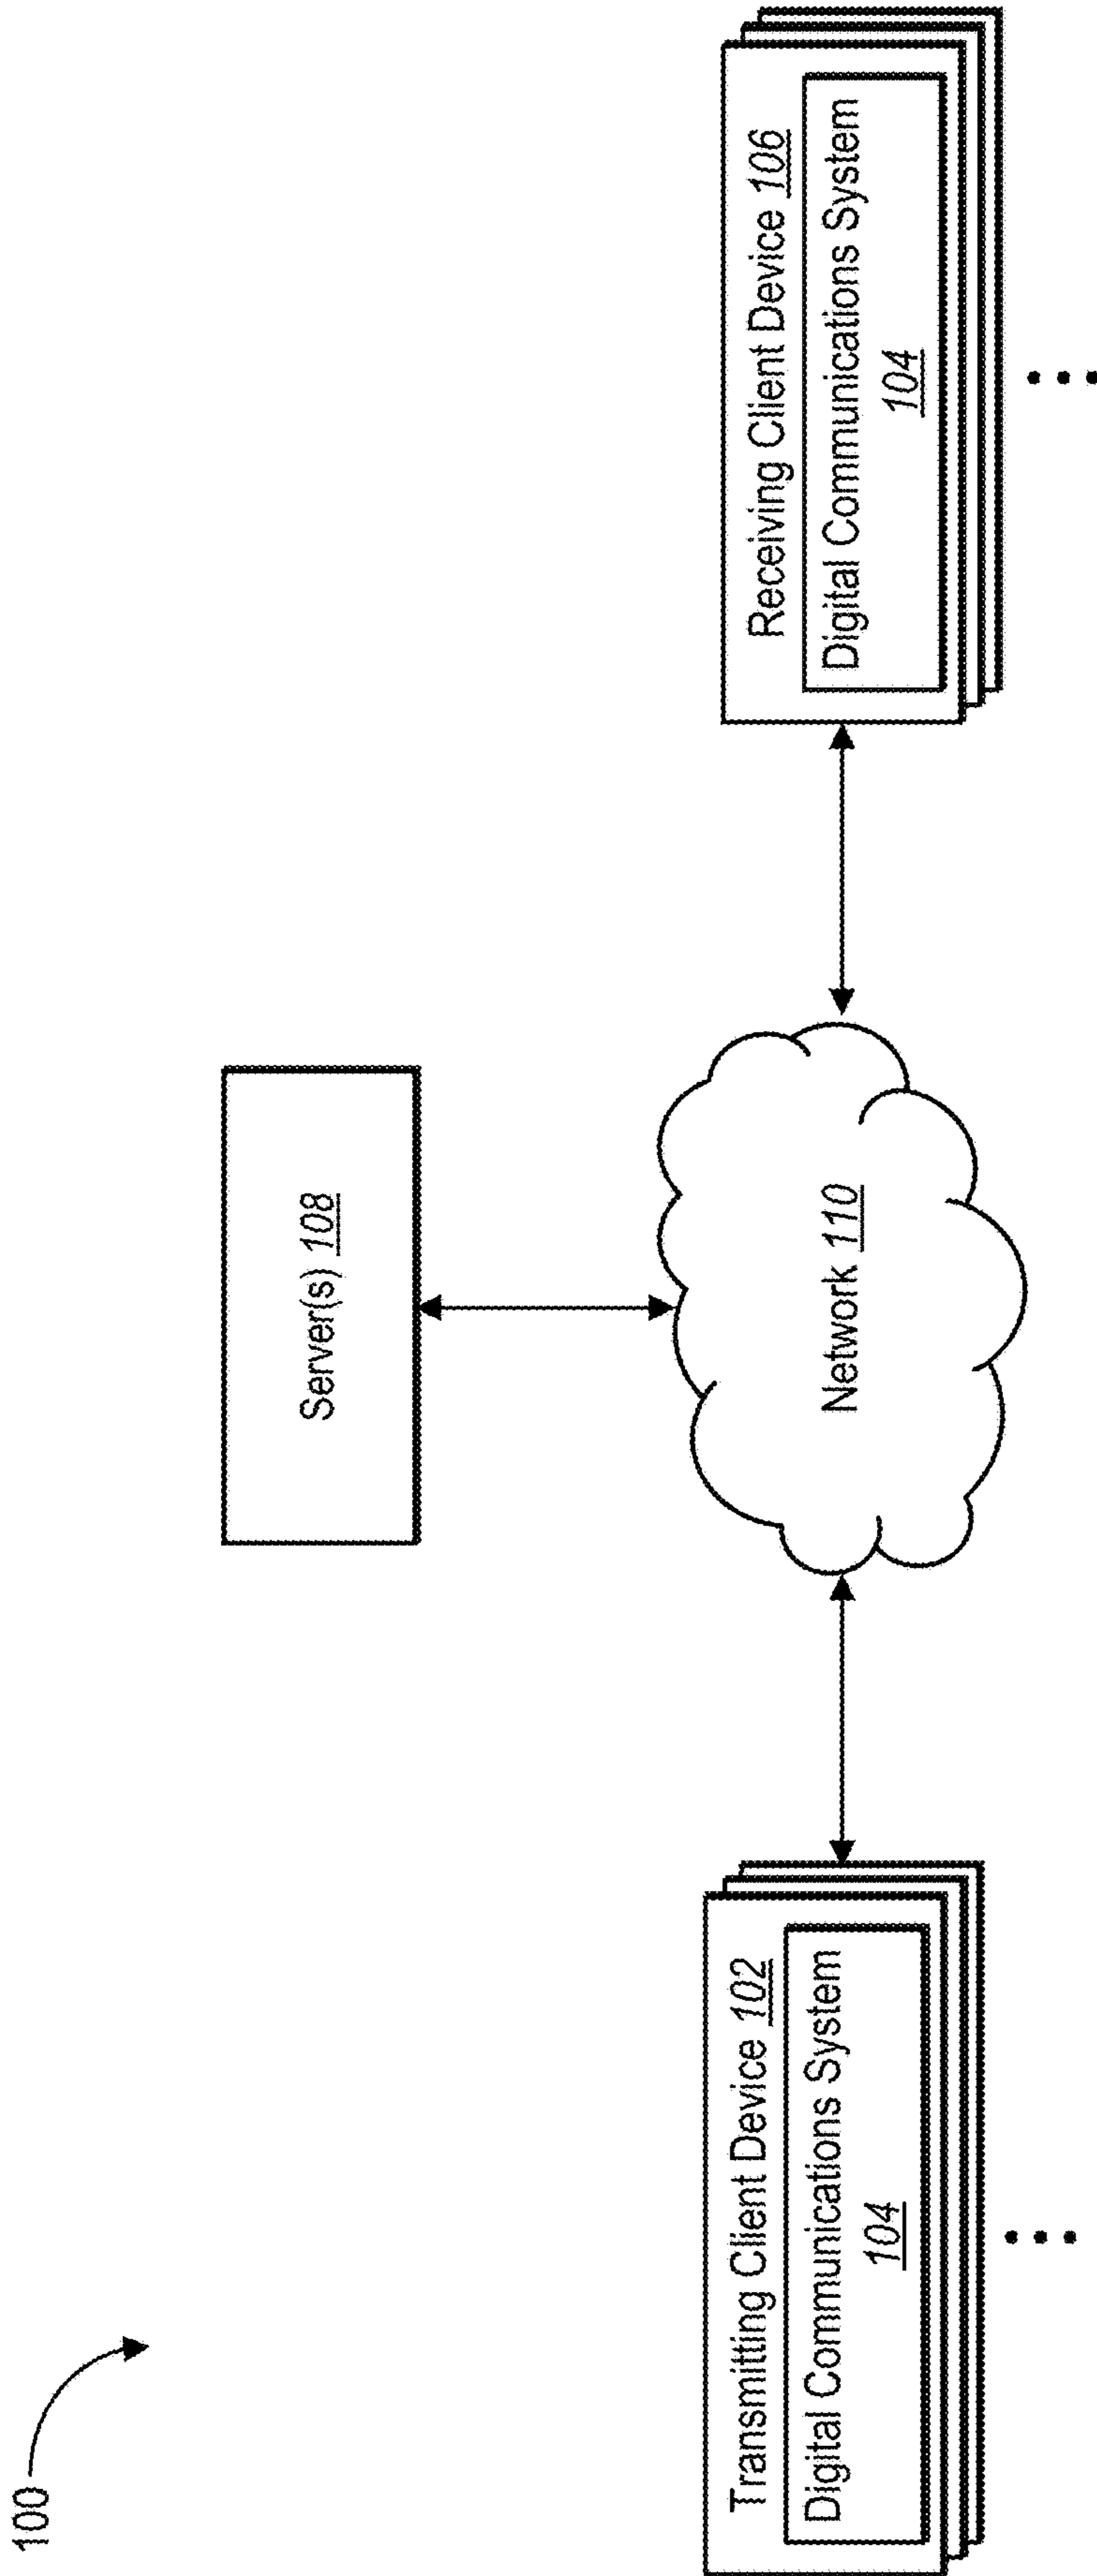 100
Server(s) 108
Network 110
Transmitting Client Device 102
Digital Communications System
104
Receiving Client Device 106
Digital Communications System
104